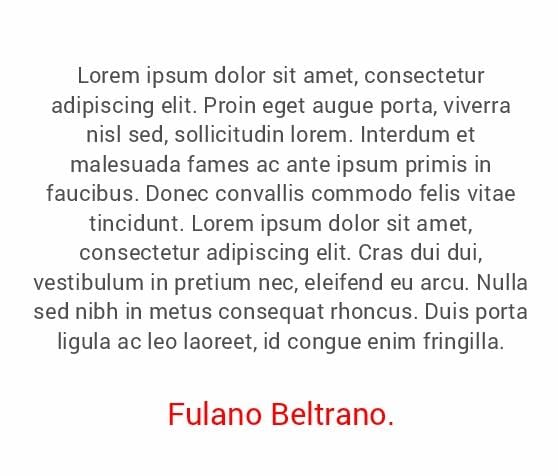 Lorem ipsum dolor sit amet, consectetur
adipiscing elit. Proin eget augue porta, viverra
nisl sed, sollicitudin lorem. Interdum et
malesuada fames ac ante ipsum primis in
faucibus. Donec convallis commodo felis vitae
tincidunt. Lorem ipsum dolor sit amet,
consectetur adipiscing elit. Cras dui dui,
vestibulum in pretium nec, eleifend eu arcu. Nulla
sed nibh in metus consequat rhoncus. Duis porta
ligula ac leo laoreet, id congue enim fringilla.
Fulano Beltrano.